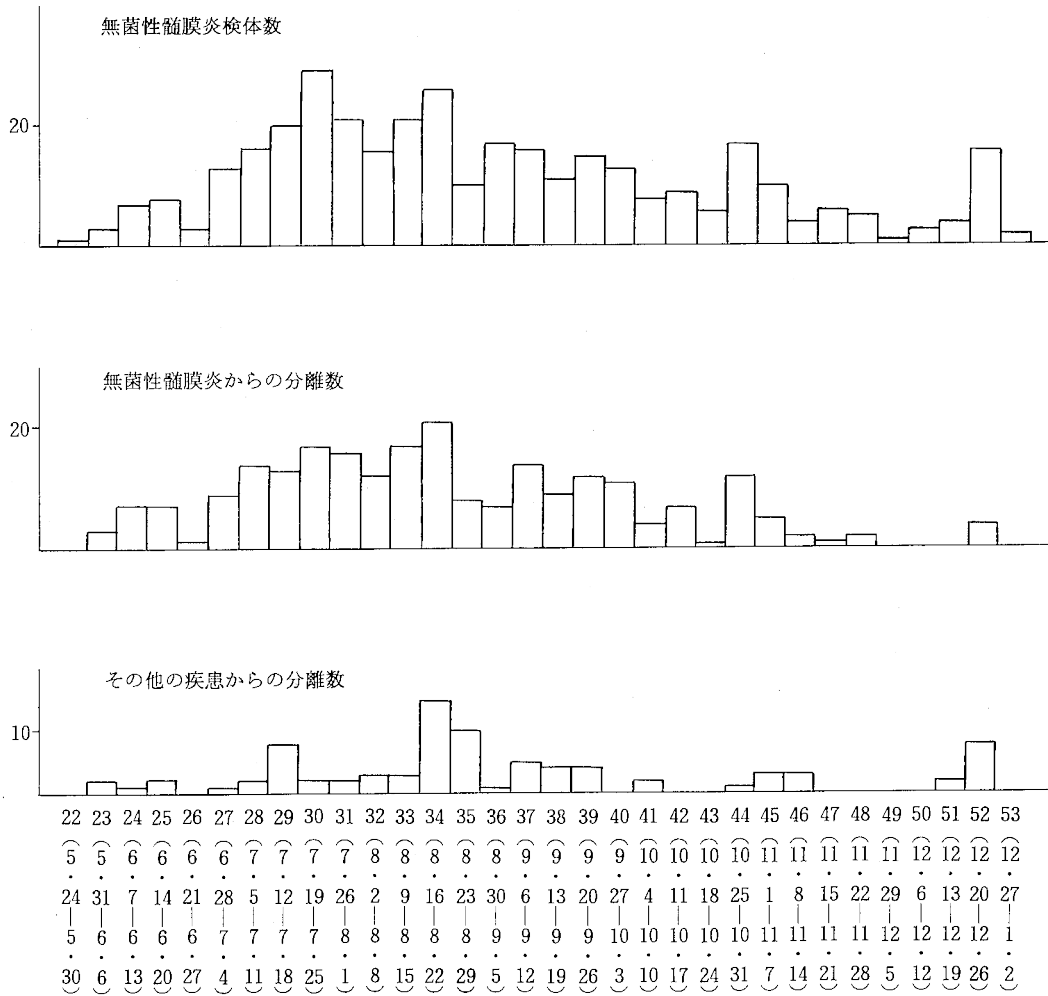 無菌性髄膜炎検体数
20
無菌性髄膜炎からの分離数
20
その他の疾患からの分離数
10
22 23 24 25 26 27 28 29 30 31 32 33 34 35 36 37 38 39 40 41 42 43 44 45 46 47 48 49 50 51 52 53
( ( ( ( ( ( ( ( ( ( ( ( ( ( ( ( ( ( ( ( ( ( ( ( ( ( ( ( ( ( ( (
5 5 6 6 6 6 7 7 7 7 8 8 8 8 8 9 9 9 9 10 10 10 10 11 11 11 11 11 12 12 12 12
・ ・ ・ ・ ・ ・ ・ ・ ・ ・ ・ ・ ・ ・ ・ ・ ・ ・ ・ ・ ・ ・ ・ ・ ・ ・ ・ ・ ・ ・ ・ ・
24 31 7 14 21 28 5 12 19 26 2 9 16 23 30 6 13 20 27 4 11 18 25 1 8 15 22 29 6 13 20 27
| | | | | | | | | | | | | | | | | | | | | | | | | | | | | | | |
5 6 6 6 6 7 7 7 7 8 8 8 8 8 9 9 9 9 10 10 10 10 10 11 11 11 11 12 12 12 12 1
・ ・ ・ ・ ・ ・ ・ ・ ・ ・ ・ ・ ・ ・ ・ ・ ・ ・ ・ ・ ・ ・ ・ ・ ・ ・ ・ ・ ・ ・ ・ ・
30 6 13 20 27 4 11 18 25 1 8 15 22 29 5 12 19 26 3 10 17 24 31 7 14 21 28 5 12 19 26 2
) ) ) ) ) ) ) ) ) ) ) ) ) ) ) ) ) ) ) ) ) ) ) ) ) ) ) ) ) ) ) )